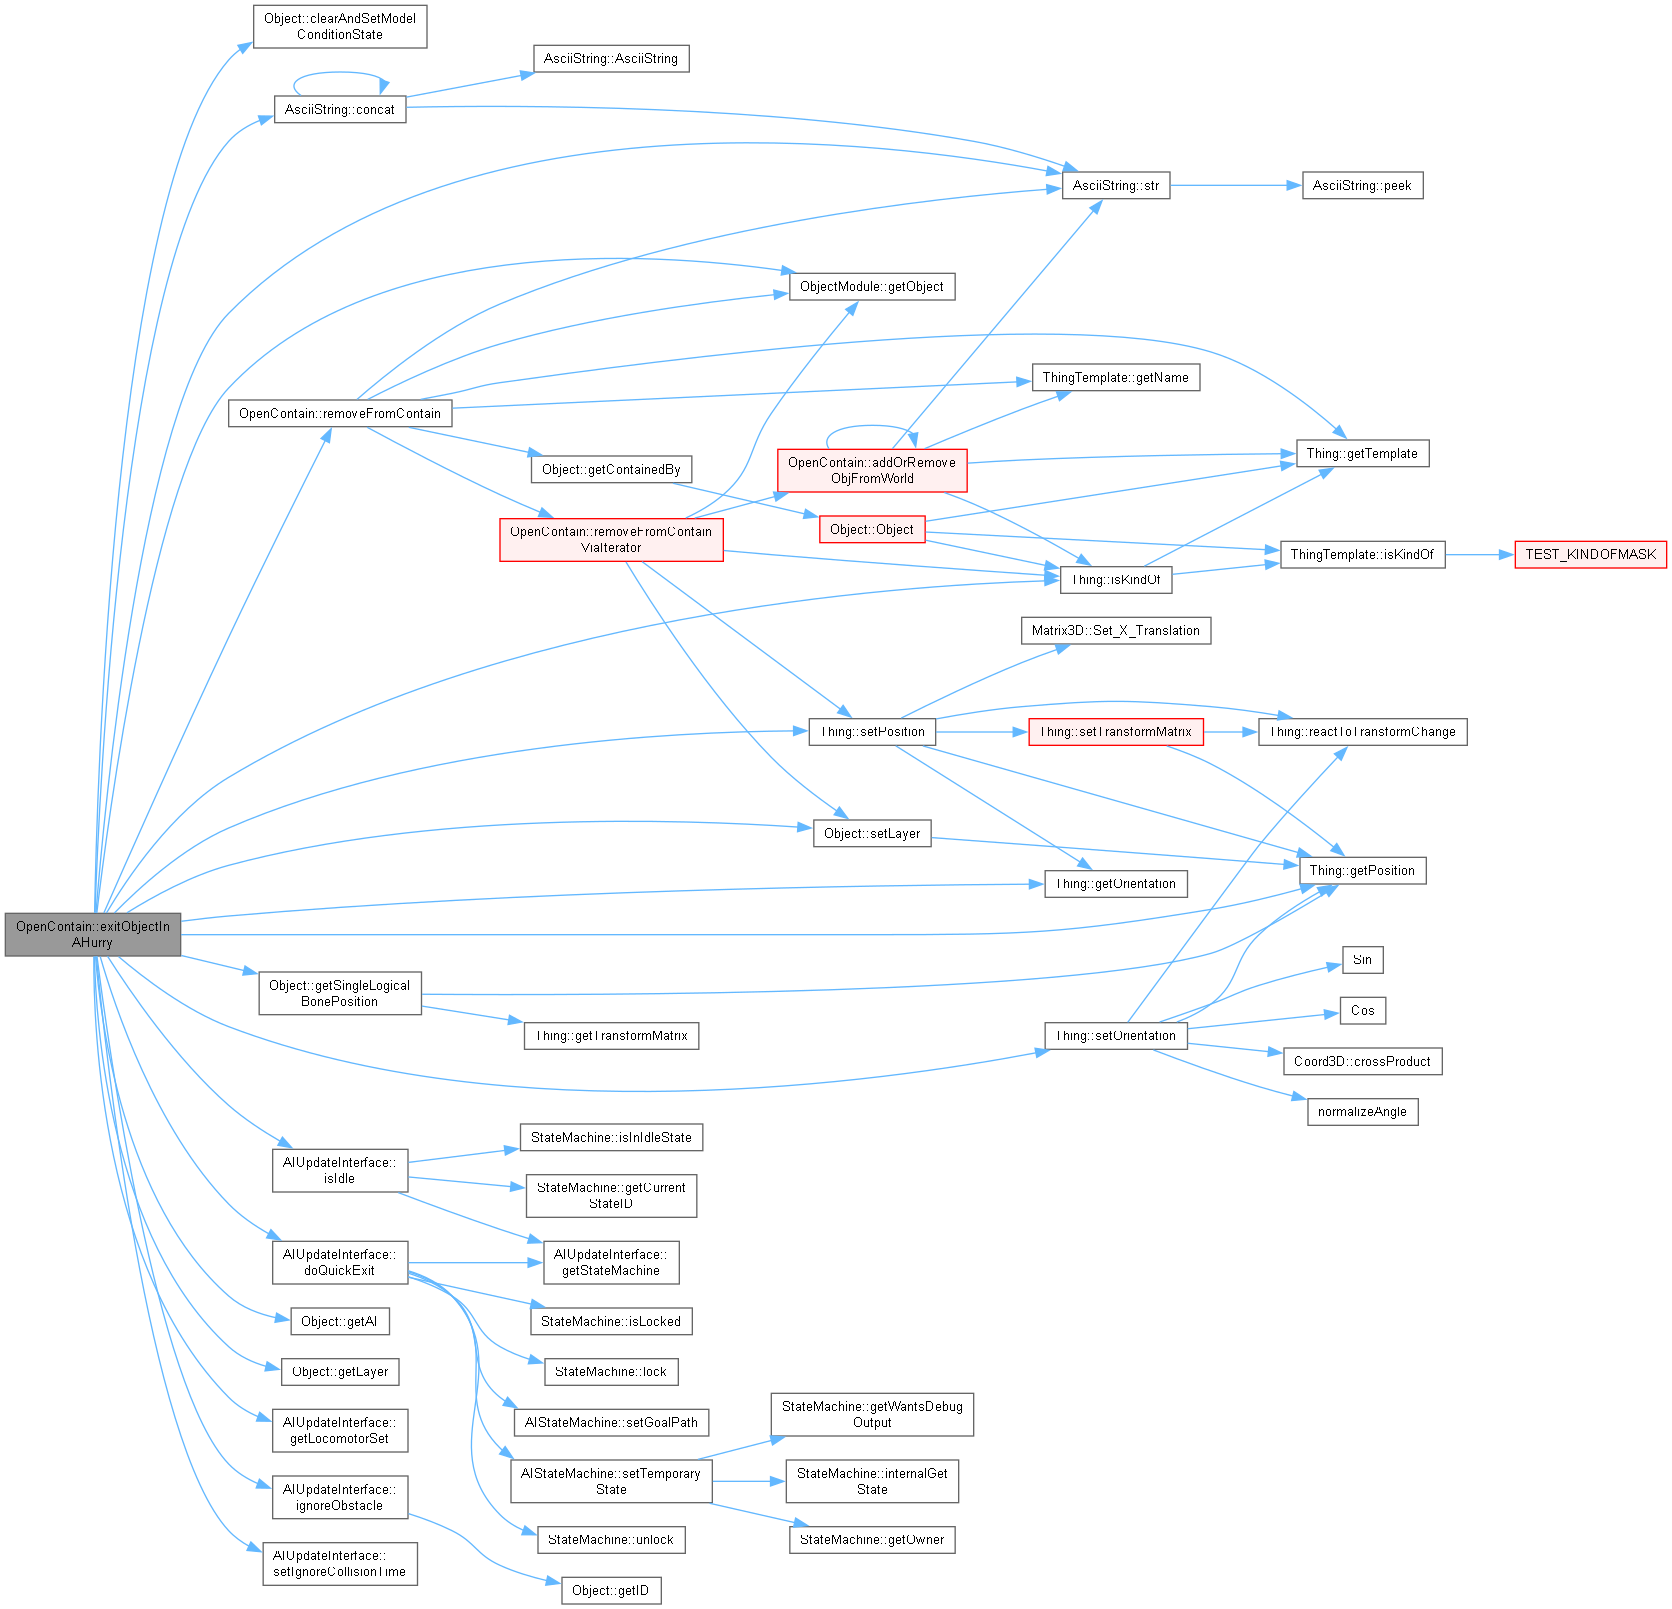 Object::clearAndSetModel
ConditionState
AsciiString::AsciiString
AsciiString::concat
AsciiString::str
AsciiString::peek
ObjectModule::getObject
ThingTemplate::getName
OpenContain::removeFromContain
Thing::getTemplate
Object::getContainedBy
OpenContain::addOrRemove
ObjFromWorld
Object::Object
OpenContain::removeFromContain
ViaIterator
ThingTemplate::isKindOf
TEST_KINDOFMASK
Thing::isKindOf
Matrix3D::Set_X_Translation
Thing::setPosition
Thing::setTransformMatrix
Thing::reactToTransformChange
Object::setLayer
Thing::getPosition
Thing::getOrientation
OpenContain::exitObjectIn
AHurry
Sin
Object::getSingleLogical
BonePosition
Cos
Thing::getTransformMatrix
Thing::setOrientation
Coord3D::crossProduct
normalizeAngle
StateMachine::isInIdleState
AIUpdateInterface::
isIdle
StateMachine::getCurrent
StateID
AIUpdateInterface::
doQuickExit
AIUpdateInterface::
getStateMachine
Object::getAI
StateMachine::isLocked
Object::getLayer
StateMachine::lock
AIUpdateInterface::
getLocomotorSet
AIStateMachine::setGoalPath
StateMachine::getWantsDebug
Output
AIStateMachine::setTemporary
State
StateMachine::internalGet
State
AIUpdateInterface::
ignoreObstacle
StateMachine::unlock
StateMachine::getOwner
AIUpdateInterface::
setIgnoreCollisionTime
Object::getID